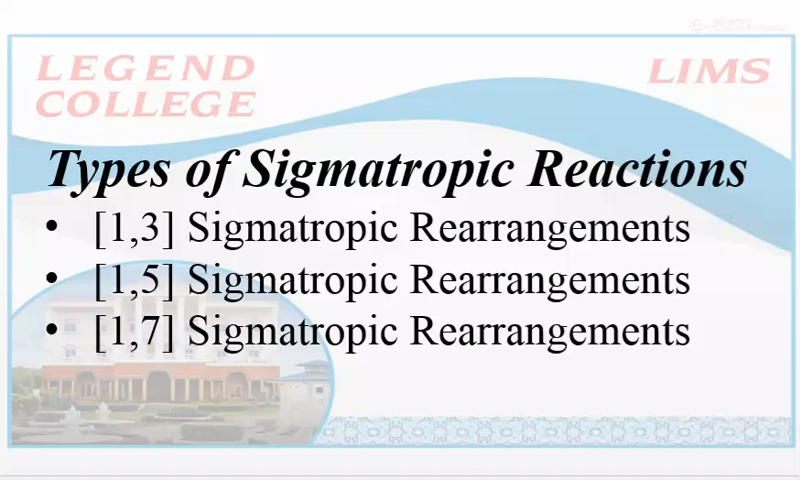 LEGEND
COLLEGE
LIMS
Types of Sigmatropic Reactions
• [1,3] Sigmatropic Rearrangements
• [1,5] Sigmatropic Rearrangements
• [1,7] Sigmatropic Rearrangements